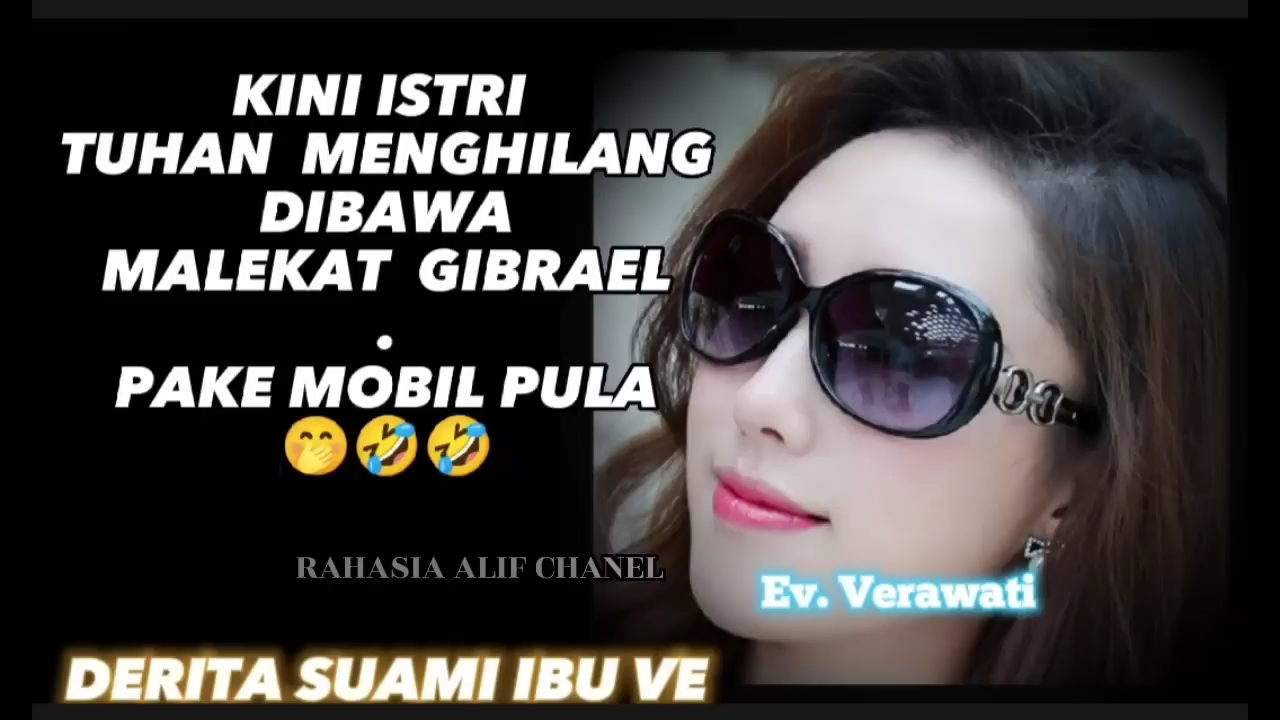 KINI ISTRI
TUHAN MENGHILANG
DIBAWA
MALEKAT GIBRAEL
.
PAKE MOBIL PULA
🤭🤣🤣
RAHASIA ALIF CHANEL
Ev. Verawati
DERITA SUAMI IBU VE